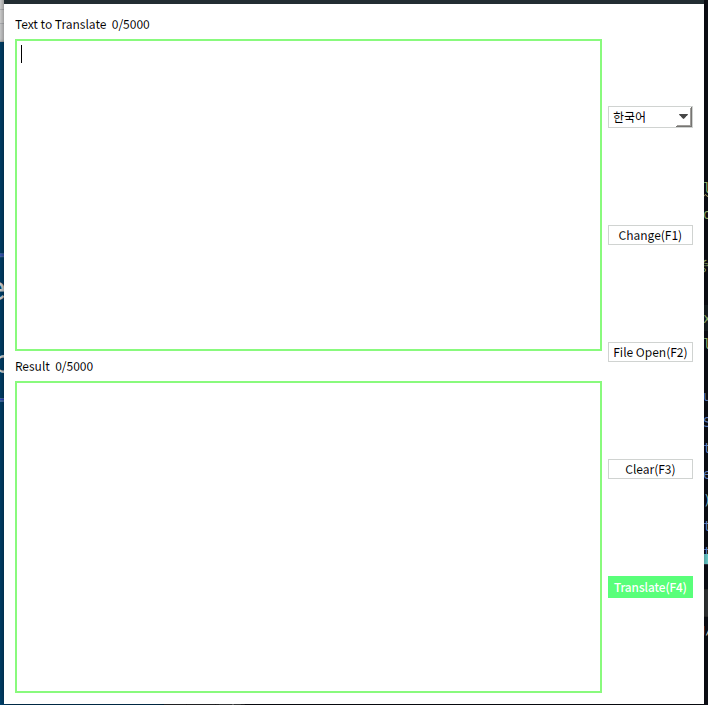 Text to Translate 0/5000
한국어
Change(F1)
File Open(F2)
Result 0/5000
Clear(F3)
Translate(F4)